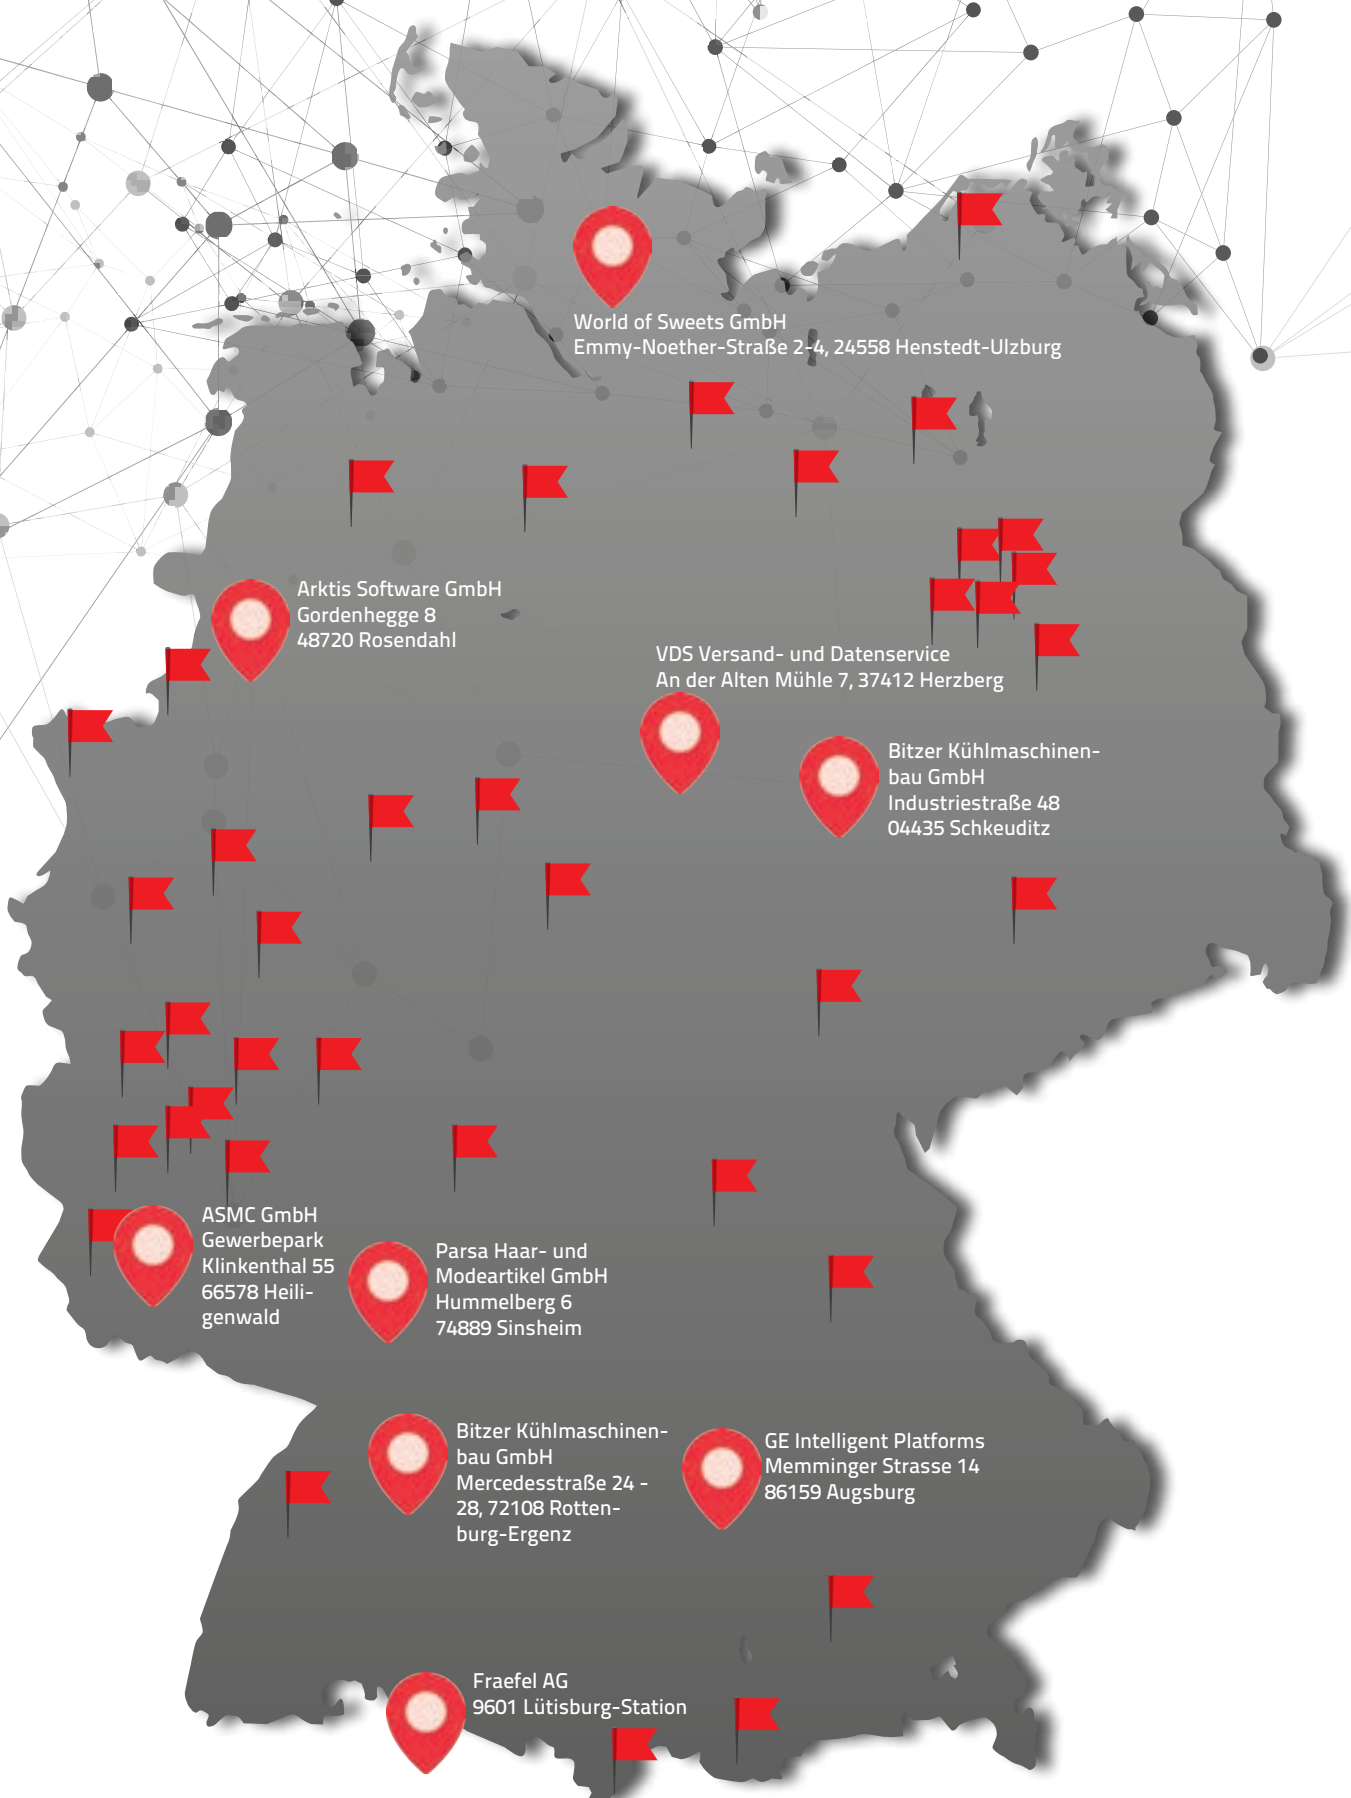 World of Sweets GmbH
Emmy-Noether-Straße 2-4, 24558 Henstedt-Ulzburg
Arktis Software GmbH
Gordenhegge 8
48720 Rosendahl
VDS Versand- und Datenservice
An der Alten Mühle 7, 37412 Herzberg
Bitzer Kühlmaschinen-
bau GmbH
Industriestraße 48
04435 Schkeuditz
ASMC GmbH
Gewerbepark
Klinkenthal 55
66578 Heili-
genwald
Parsa Haar- und
Modeartikel GmbH
Hummelberg 6
74889 Sinsheim
Bitzer Kühlmaschinen-
bau GmbH
Mercedesstraße 24 -
28, 72108 Rotten-
burg-Ergenz
GE Intelligent Platforms
Memminger Strasse 14
86159 Augsburg
Fraefel AG
9601 Lütisburg-Station